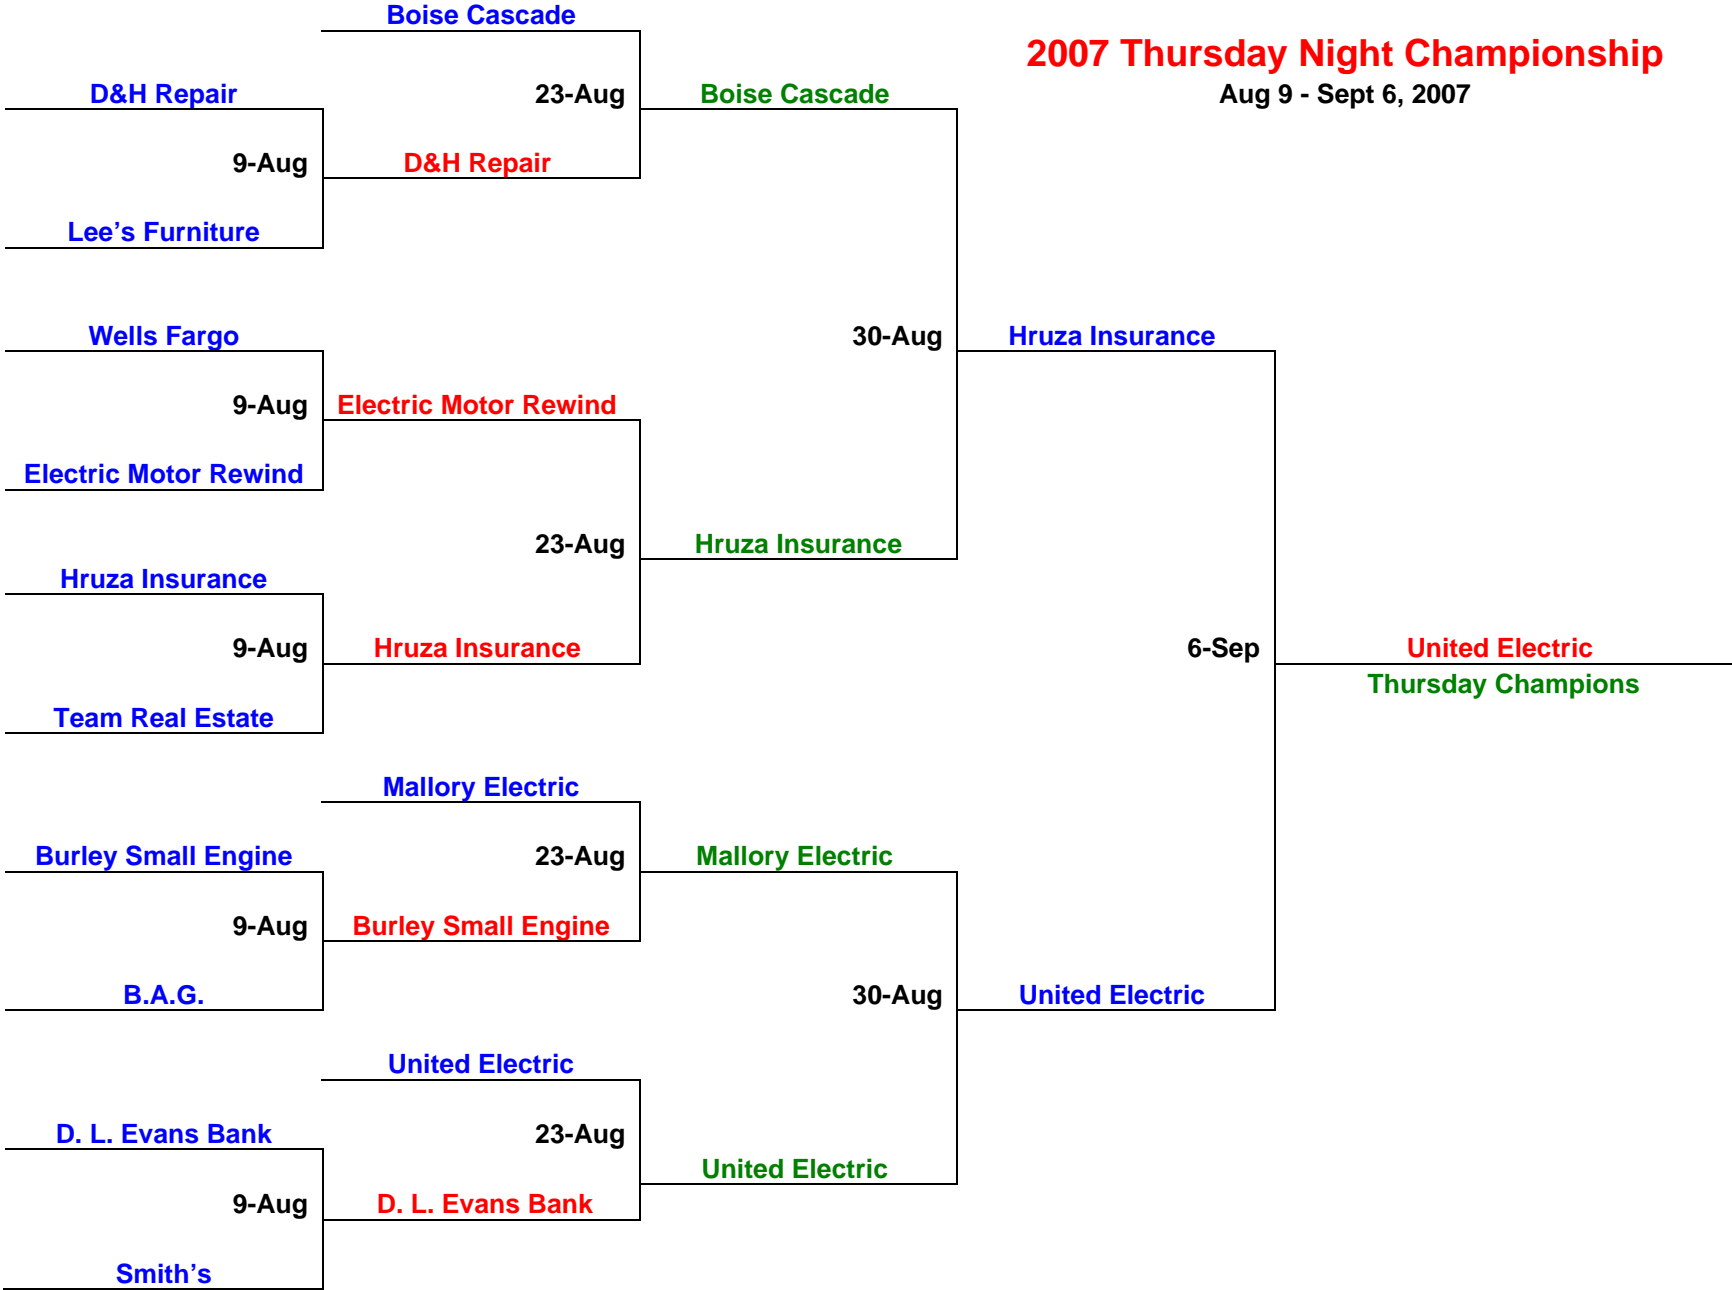 Boise Cascade
2007 Thursday Night Championship
D&H Repair
23-Aug
Boise Cascade
Aug 9 - Sept 6, 2007
9-Aug
D&H Repair
Lee’s Furniture
Wells Fargo
30-Aug
Hruza Insurance
9-Aug
Electric Motor Rewind
Electric Motor Rewind
23-Aug
Hruza Insurance
Hruza Insurance
9-Aug
Hruza Insurance
6-Sep
United Electric
Thursday Champions
Team Real Estate
Mallory Electric
Burley Small Engine
23-Aug
Mallory Electric
9-Aug
Burley Small Engine
B.A.G.
30-Aug
United Electric
United Electric
D. L. Evans Bank
23-Aug
United Electric
9-Aug
D. L. Evans Bank
Smith’s